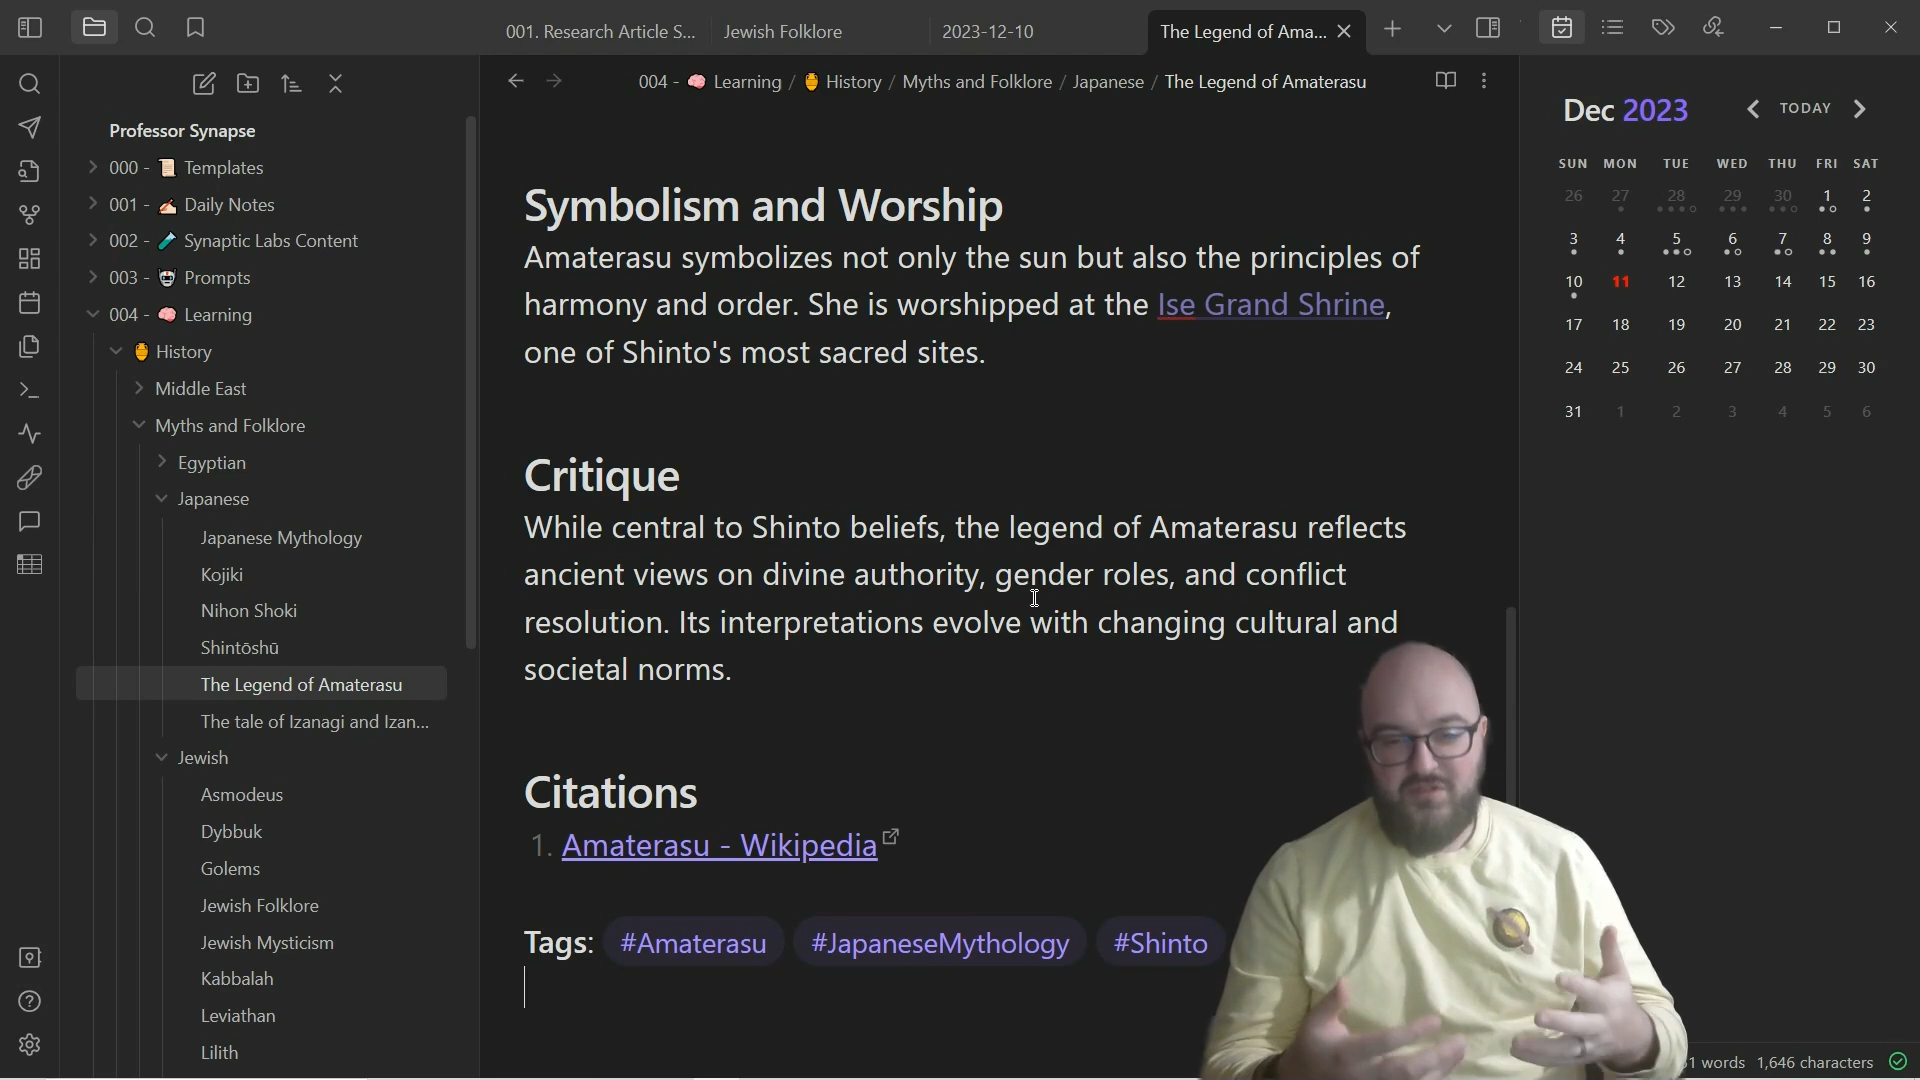 001. Research Article S...
Jewish Folklore
2023-12-10
The Legend of Ama...
004 - 🧠 Learning / 🏺 History / Myths and Folklore / Japanese / The Legend of Amaterasu
Professor Synapse
000 - 📜 Templates
001 - ✍🏻 Daily Notes
002 - 🧪 Synaptic Labs Content
003 - 🤖 Prompts
004 - 🧠 Learning
🏺 History
Middle East
Myths and Folklore
Egyptian
Japanese
Japanese Mythology
Kojiki
Nihon Shoki
Shintōshū
The Legend of Amaterasu
The tale of Izanagi and Izan...
Jewish
Asmodeus
Dybbuk
Golems
Jewish Folklore
Jewish Mysticism
Kabbalah
Leviathan
Lilith
Symbolism and Worship
Amaterasu symbolizes not only the sun but also the principles of
harmony and order. She is worshipped at the Ise Grand Shrine,
one of Shinto's most sacred sites.
Critique
While central to Shinto beliefs, the legend of Amaterasu reflects
ancient views on divine authority, gender roles, and conflict
resolution. Its interpretations evolve with changing cultural and
societal norms.
Citations
1. Amaterasu - Wikipedia
Tags: #Amaterasu #JapaneseMythology #Shinto
Dec 2023
TODAY
SUN MON TUE WED THU FRI SAT
26 27 28 29 30 1 2
3 4 5 6 7 8 9
10 11 12 13 14 15 16
17 18 19 20 21 22 23
24 25 26 27 28 29 30
31 1 2 3 4 5 6
words 1,646 characters